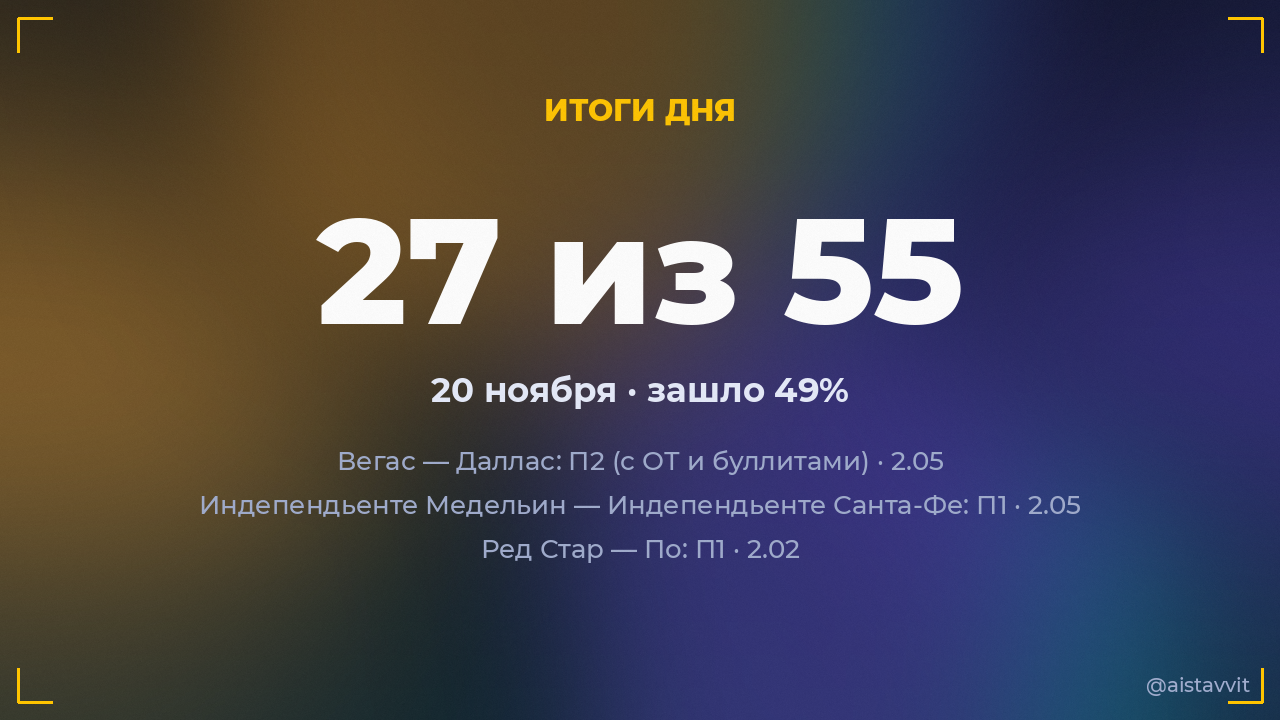 ИТОГИ ДНЯ
27 из 55
20 ноября · зашло 49%
Вегас — Даллас: П2 (с ОТ и буллитами) · 2.05
Индепендьенте Медельин — Индепендьенте Санта-Фе: П1 · 2.05
Ред Стар — По: П1 · 2.02
@aistavvit